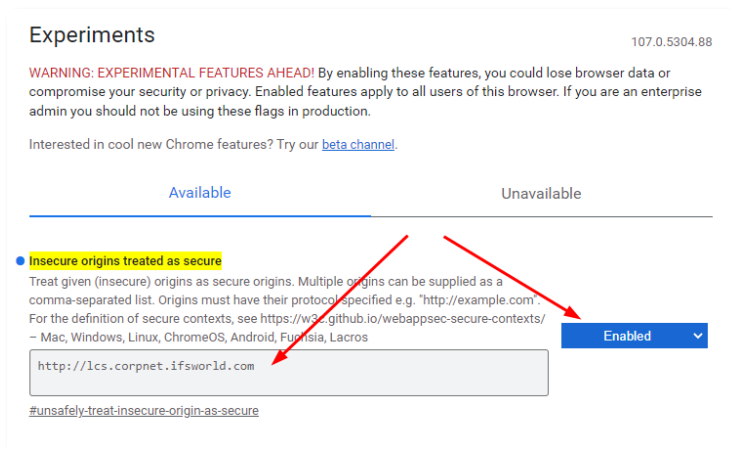 Experiments
107.0.5304.88
WARNING: EXPERIMENTAL FEATURES AHEAD! By enabling these features, you could lose browser data or
compromise your security or privacy. Enabled features apply to all users of this browser. If you are an enterprise
admin you should not be using these flags in production.
Interested in cool new Chrome features? Try our beta channel.
Available
Unavailable
Insecure origins treated as secure
Treat given (insecure) origins as secure origins. Multiple origins can be supplied as a
comma-separated list. Origins must have their protocol specified e.g. "http://example.com".
For the definition of secure contexts, see https://w3c.github.io/webappsec-secure-contexts/
– Mac, Windows, Linux, ChromeOS, Android, Fuchsia, Lacros
Enabled
http://lcs.corpnet.ifsworld.com
#unsafely-treat-insecure-origin-as-secure